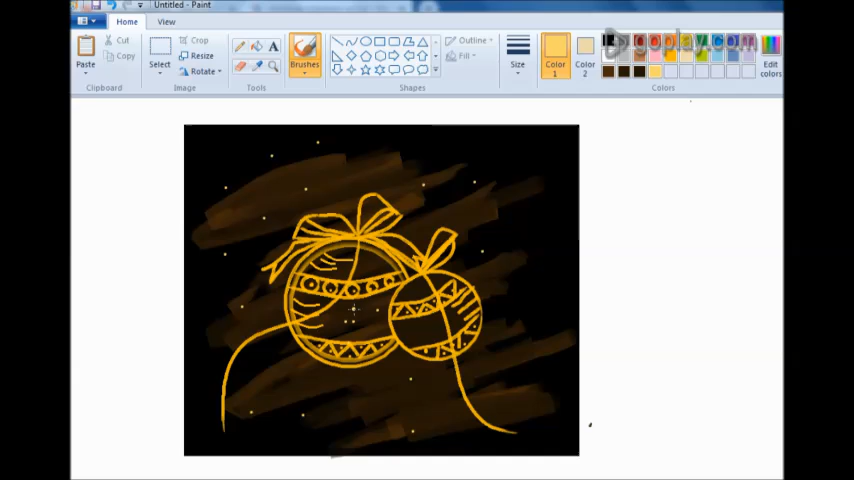 Untitled - Paint
Home View
Paste
Cut
Copy
Clipboard
Select
Crop
Resize
Rotate
Image
A
Tools
Brushes
Outline
Fill
Shapes
Size
Color
1
Color
2
Edit
colors
Colors